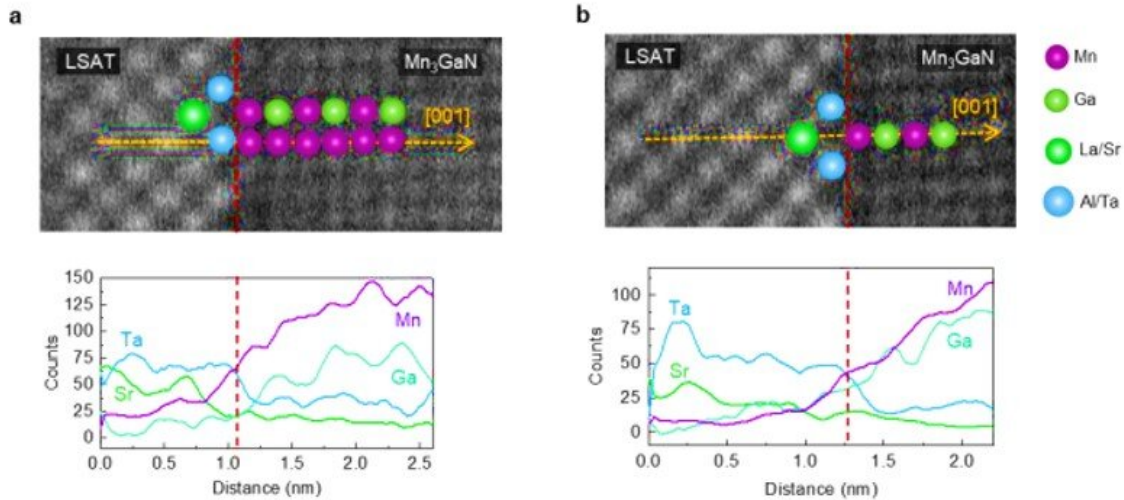 a
LSAT
Mn₃GaN
[001]
b
LSAT
Mn₃GaN
[001]
Mn
Ga
La/Sr
Al/Ta
150
125
100
75
50
25
0
Counts
Ta
Sr
Mn
Ga
0.0 0.5 1.0 1.5 2.0 2.5
Distance (nm)
100
75
50
25
0
Counts
Ta
Sr
Mn
Ga
0.0 0.5 1.0 1.5 2.0
Distance (nm)